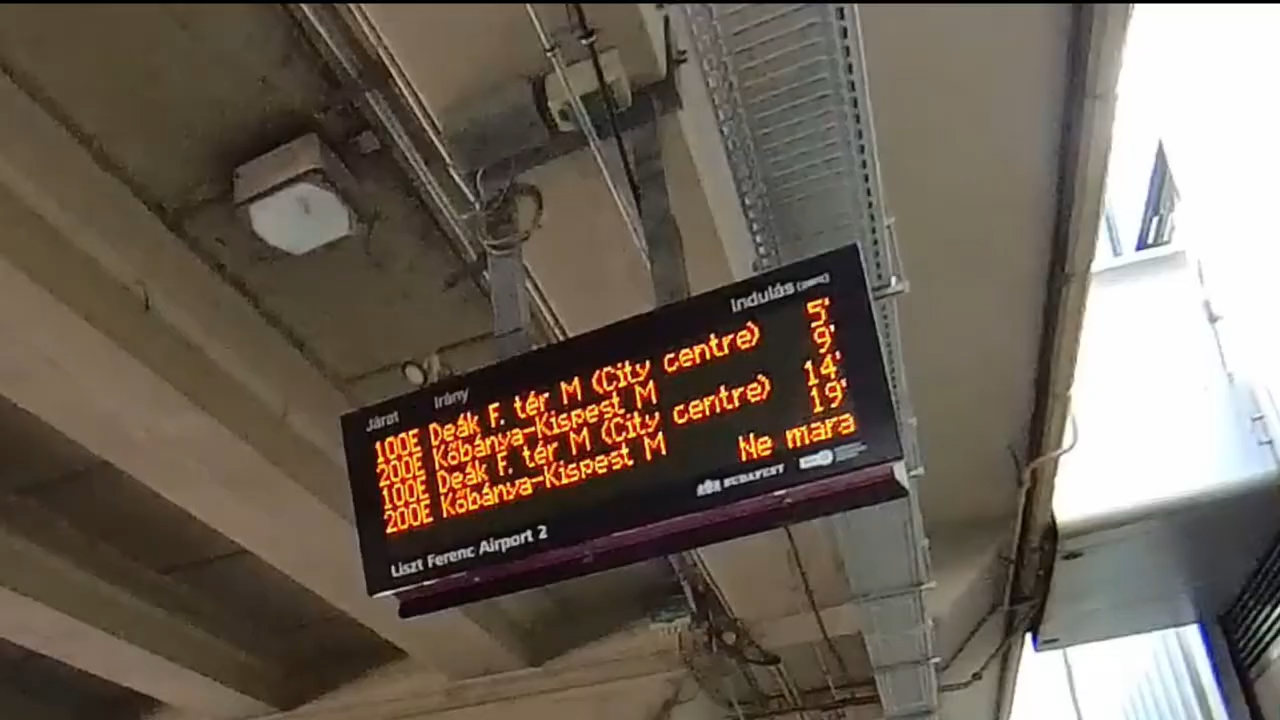 Járat Irány Indulás (perc)
100E Deák F. tér M (City centre) 5'
200E Kőbánya-Kispest M 9'
100E Deák F. tér M (City centre) 14'
200E Kőbánya-Kispest M 19'
Ne mara
Liszt Ferenc Airport 2 BUDAPEST